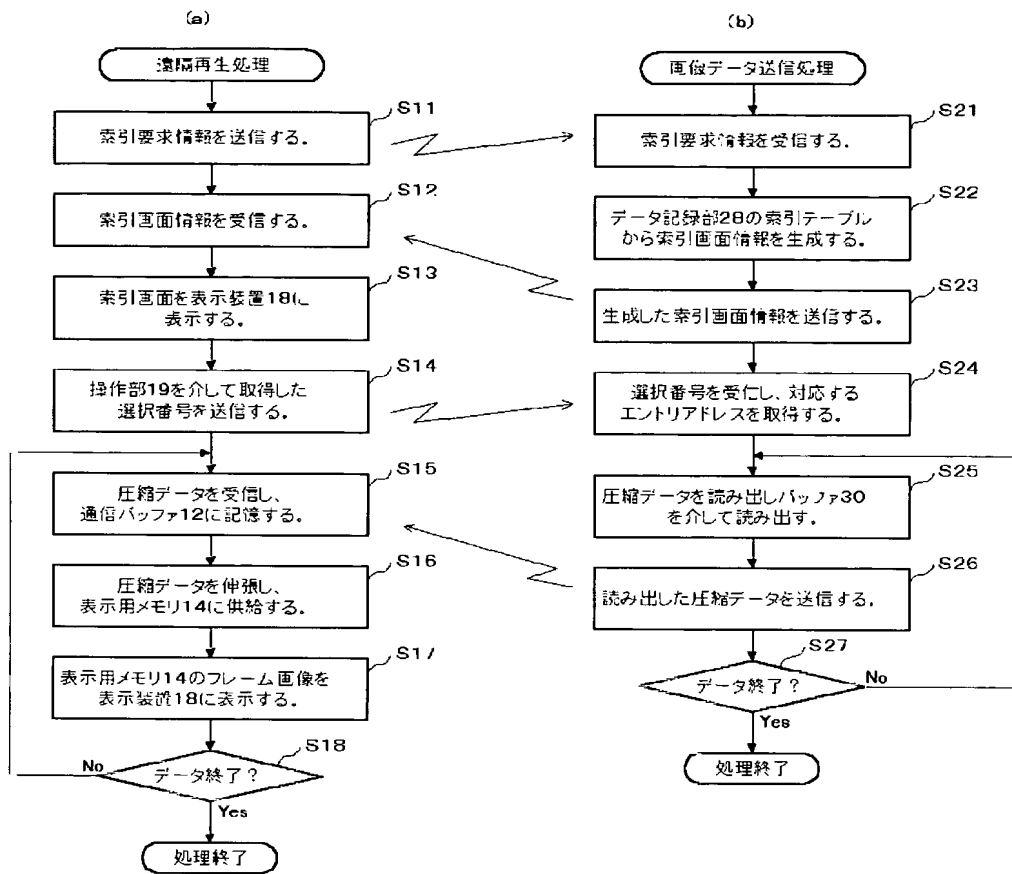 (a)
遠隔再生処理
S11
索引要求情報を送信する。
S12
索引画面情報を受信する。
S13
索引画面を表示装置18に
表示する。
S14
操作部19を介して取得した
選択番号を送信する。
S15
圧縮データを受信し、
通信バッファ12に記憶する。
S16
圧縮データを伸張し、
表示用メモリ14に供給する。
S17
表示用メモリ14のフレーム画像を
表示装置18に表示する。
S18
データ終了?
No
Yes
処理終了
(b)
画像データ送信処理
S21
索引要求情報を受信する。
S22
データ記録部28の索引テーブル
から索引画面情報を生成する。
S23
生成した索引画面情報を送信する。
S24
選択番号を受信し、対応する
エントリアドレスを取得する。
S25
圧縮データを読み出しバッファ30
を介して読み出す。
S26
読み出した圧縮データを送信する。
S27
データ終了?
No
Yes
処理終了